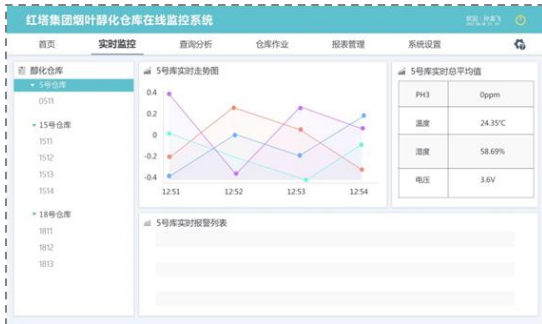 红塔集团烟叶醇化仓库在线监控系统
首页 实时监控 查询分析 仓库作业 报表管理 系统设置
醇化仓库
5号仓库
0511
15号仓库
1511
1512
1513
1514
18号仓库
1811
1812
1813
5号库实时走势图
0.4
0.2
0
-0.2
-0.4
12:51 12:52 12:53 12:54
5号库实时总平均值
PH3 0ppm
温度 24.35℃
湿度 58.69%
电压 3.6V
5号库实时报警列表